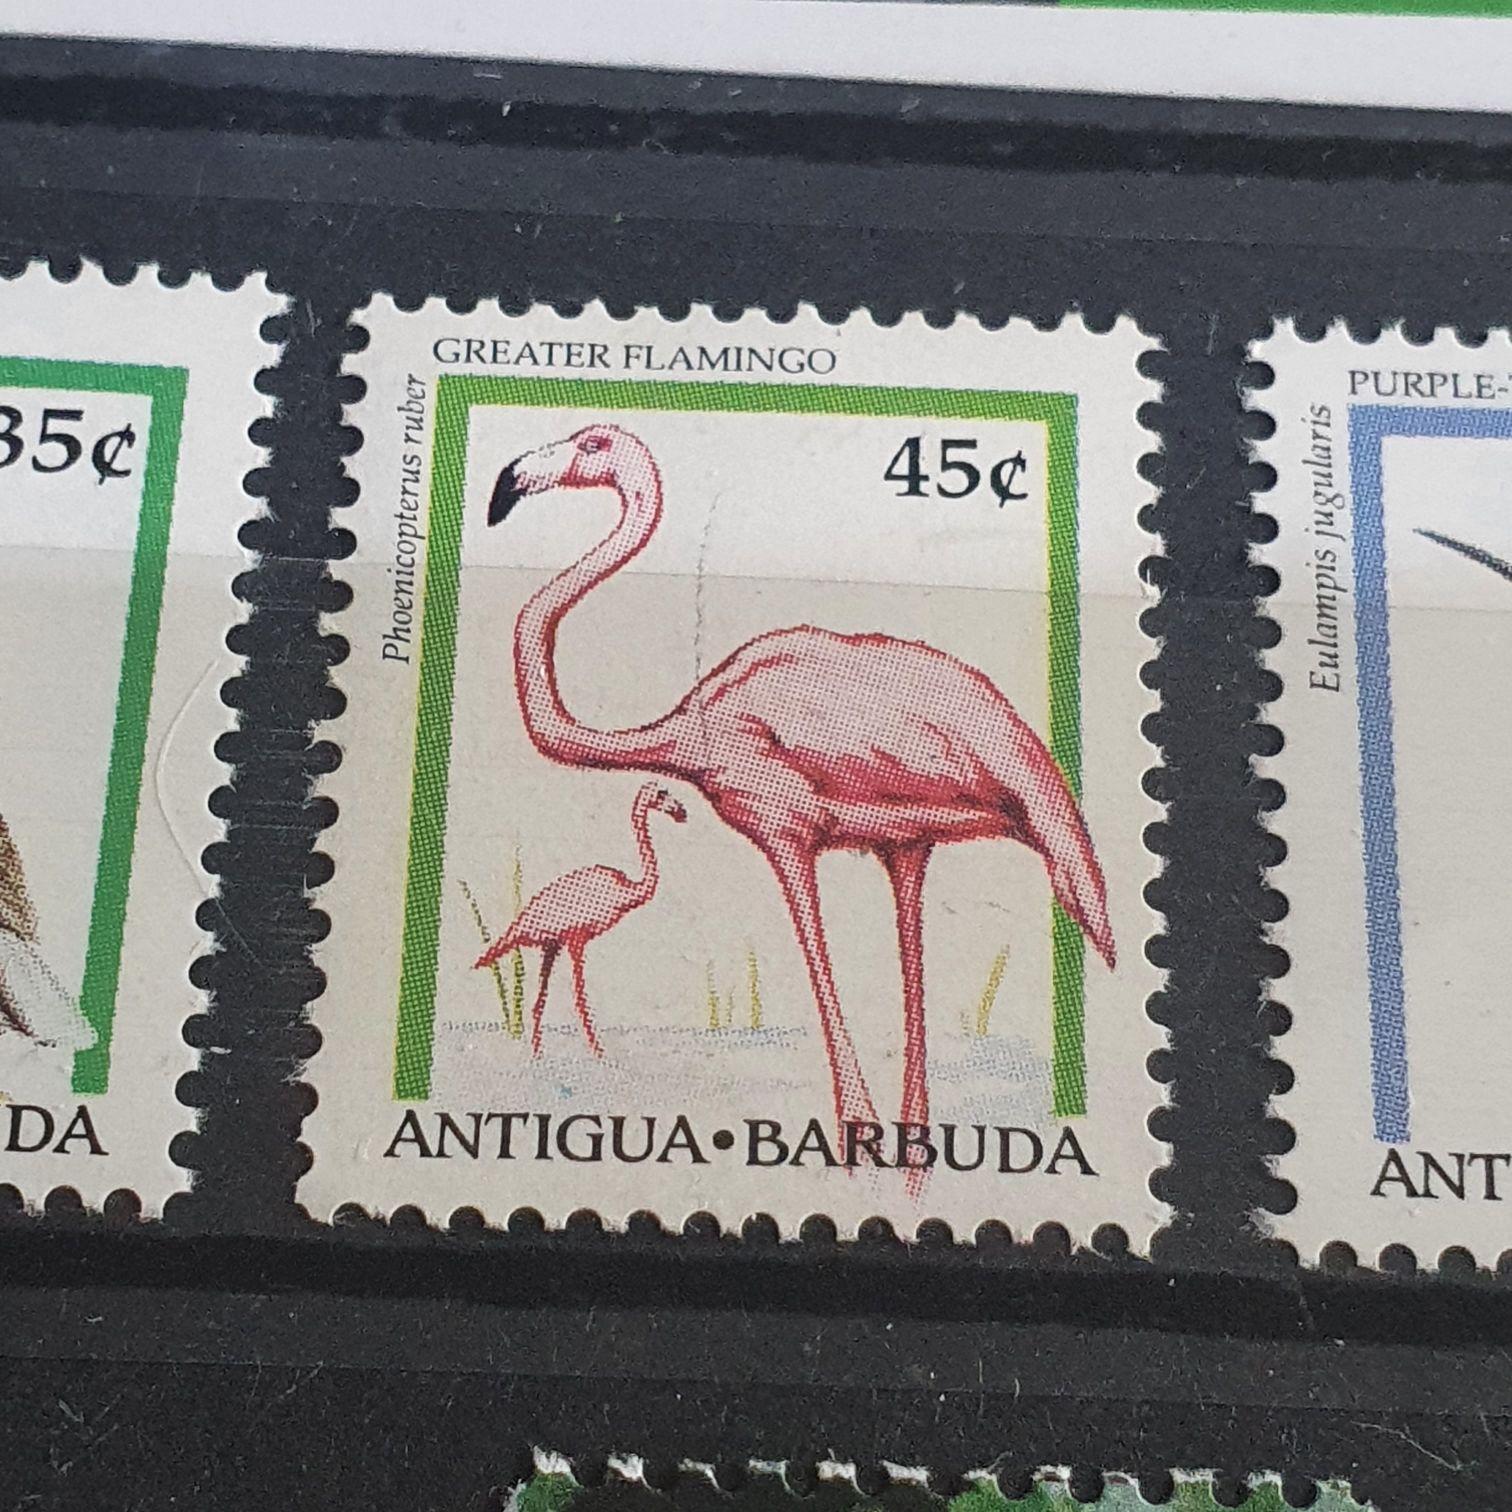 35¢
DA
GREATER FLAMINGO
Phoenicopterus ruber
45¢
ANTIGUA•BARBUDA
PURPLE-
Eulampis jugularis
ANT